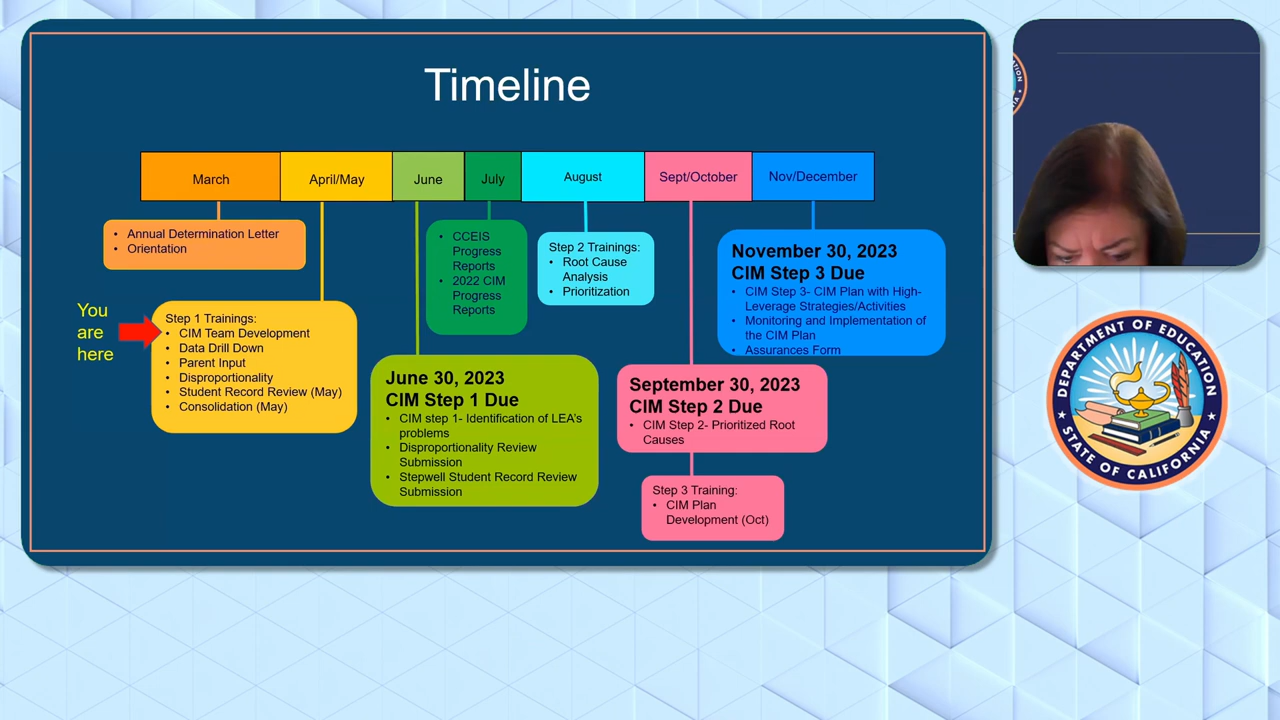 Timeline
March
April/May
June
July
August
Sept/October
Nov/December
• Annual Determination Letter
• Orientation
You
are
here
Step 1 Trainings:
• CIM Team Development
• Data Drill Down
• Parent Input
• Disproportionality
• Student Record Review (May)
• Consolidation (May)
June 30, 2023
CIM Step 1 Due
• CIM step 1- Identification of LEA's
problems
• Disproportionality Review
Submission
• Stepwell Student Record Review
Submission
• CCEIS
Progress
Reports
• 2022 CIM
Progress
Reports
Step 2 Trainings:
• Root Cause
Analysis
• Prioritization
September 30, 2023
CIM Step 2 Due
• CIM Step 2- Prioritized Root
Causes
Step 3 Training:
• CIM Plan
Development (Oct)
November 30, 2023
CIM Step 3 Due
• CIM Step 3- CIM Plan with High-
Leverage Strategies/Activities
• Monitoring and Implementation of
the CIM Plan
• Assurances Form
DEPARTMENT OF EDUCATION
STATE OF CALIFORNIA